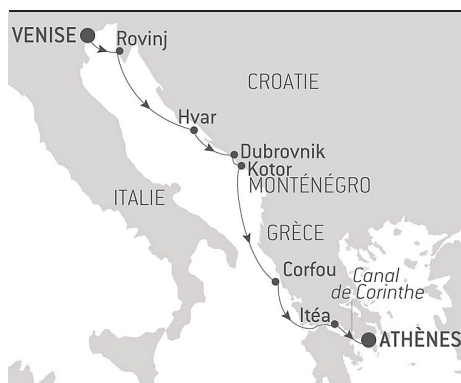 VENISE
Rovinj
CROATIE
Hvar
Dubrovnik
Kotor
MONTÉNÉGRO
ITALIE
GRÈCE
Corfou
Canal
de Corinthe
Itéa
ATHÈNES